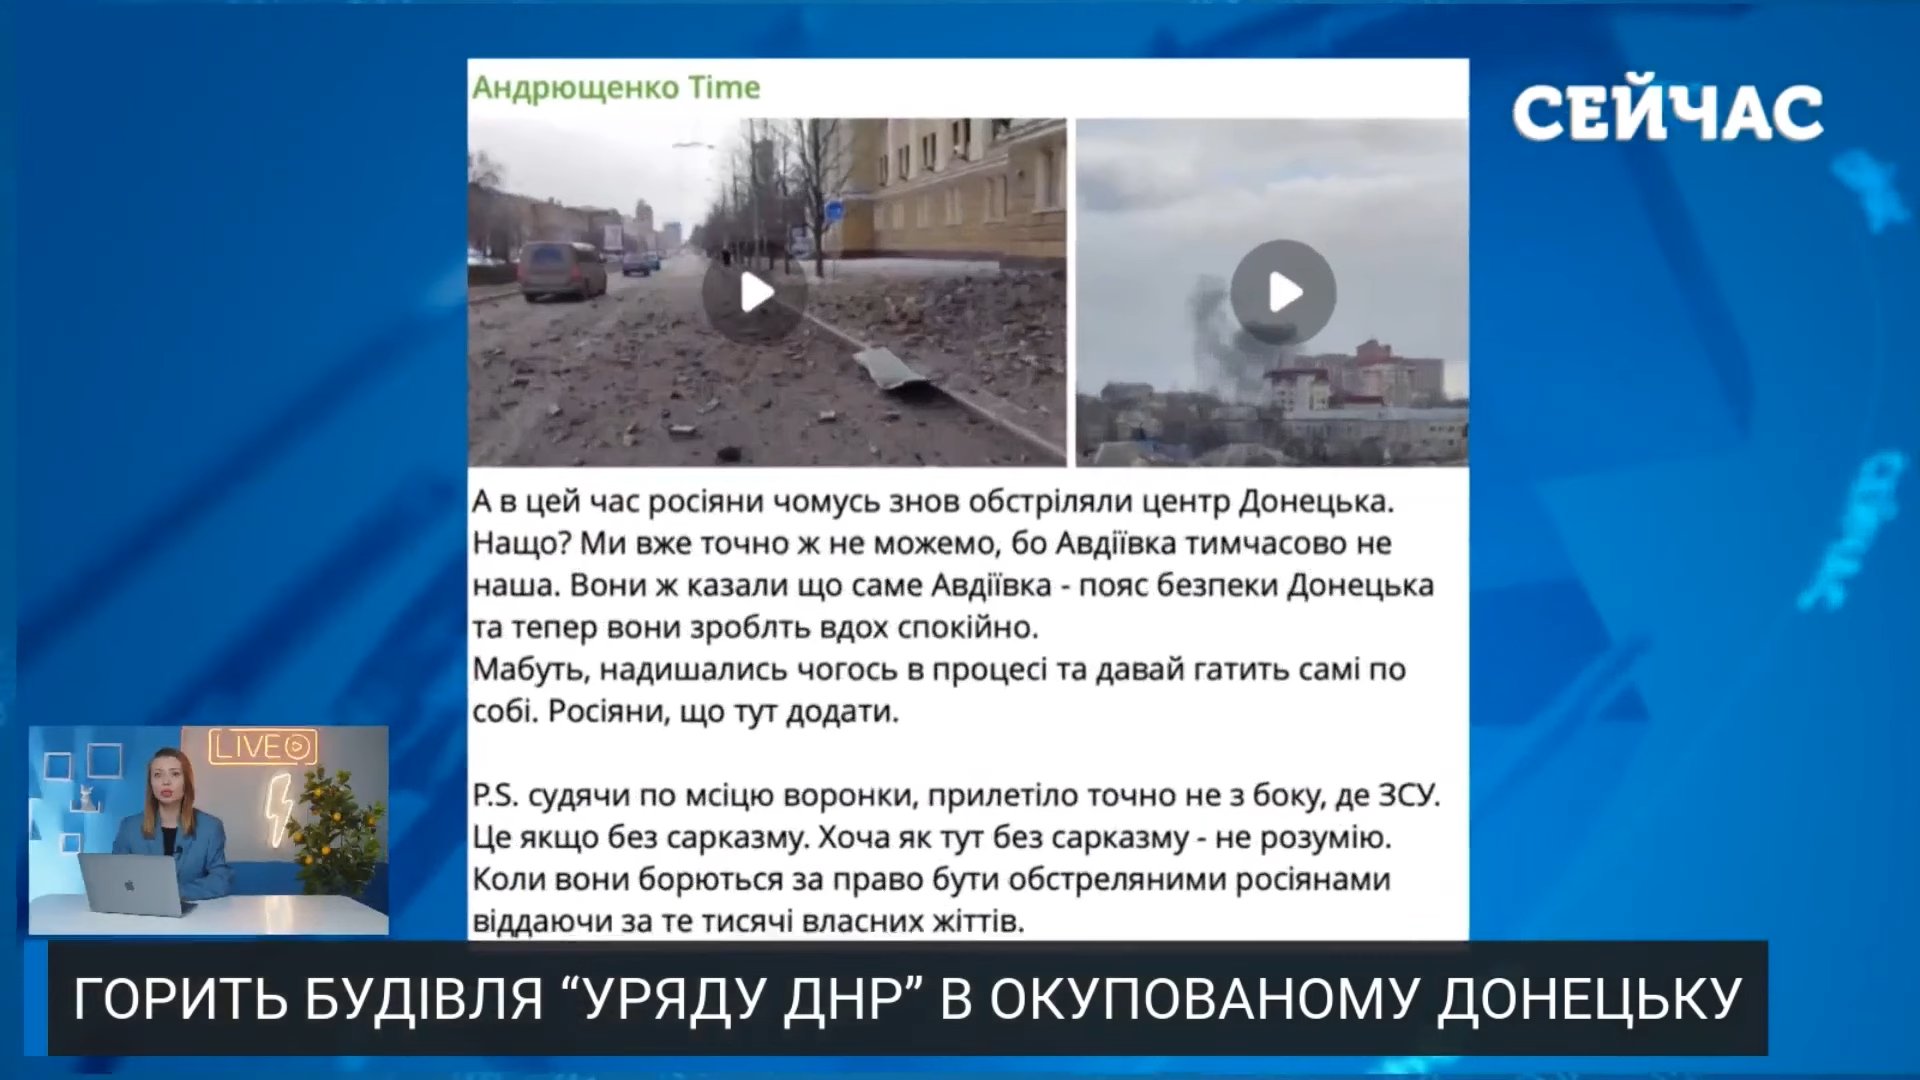 Андрющенко Time
СЕЙЧАС
А в цей час росіяни чомусь знов обстріляли центр Донецька.
Нащо? Ми вже точно ж не можемо, бо Авдіївка тимчасово не
наша. Вони ж казали що саме Авдіївка - пояс безпеки Донецька
та тепер вони зроблть вдох спокійно.
Мабуть, надишались чогось в процесі та давай гатить самі по
собі. Росіяни, що тут додати.
P.S. судячи по мсіцю воронки, прилетіло точно не з боку, де ЗСУ.
Це якщо без сарказму. Хоча як тут без сарказму - не розумію.
Коли вони борються за право бути обстреляними росіянами
віддаючи за те тисячі власних жіттів.
LIVE
ГОРИТЬ БУДІВЛЯ “УРЯДУ ДНР” В ОКУПОВАНОМУ ДОНЕЦЬКУ